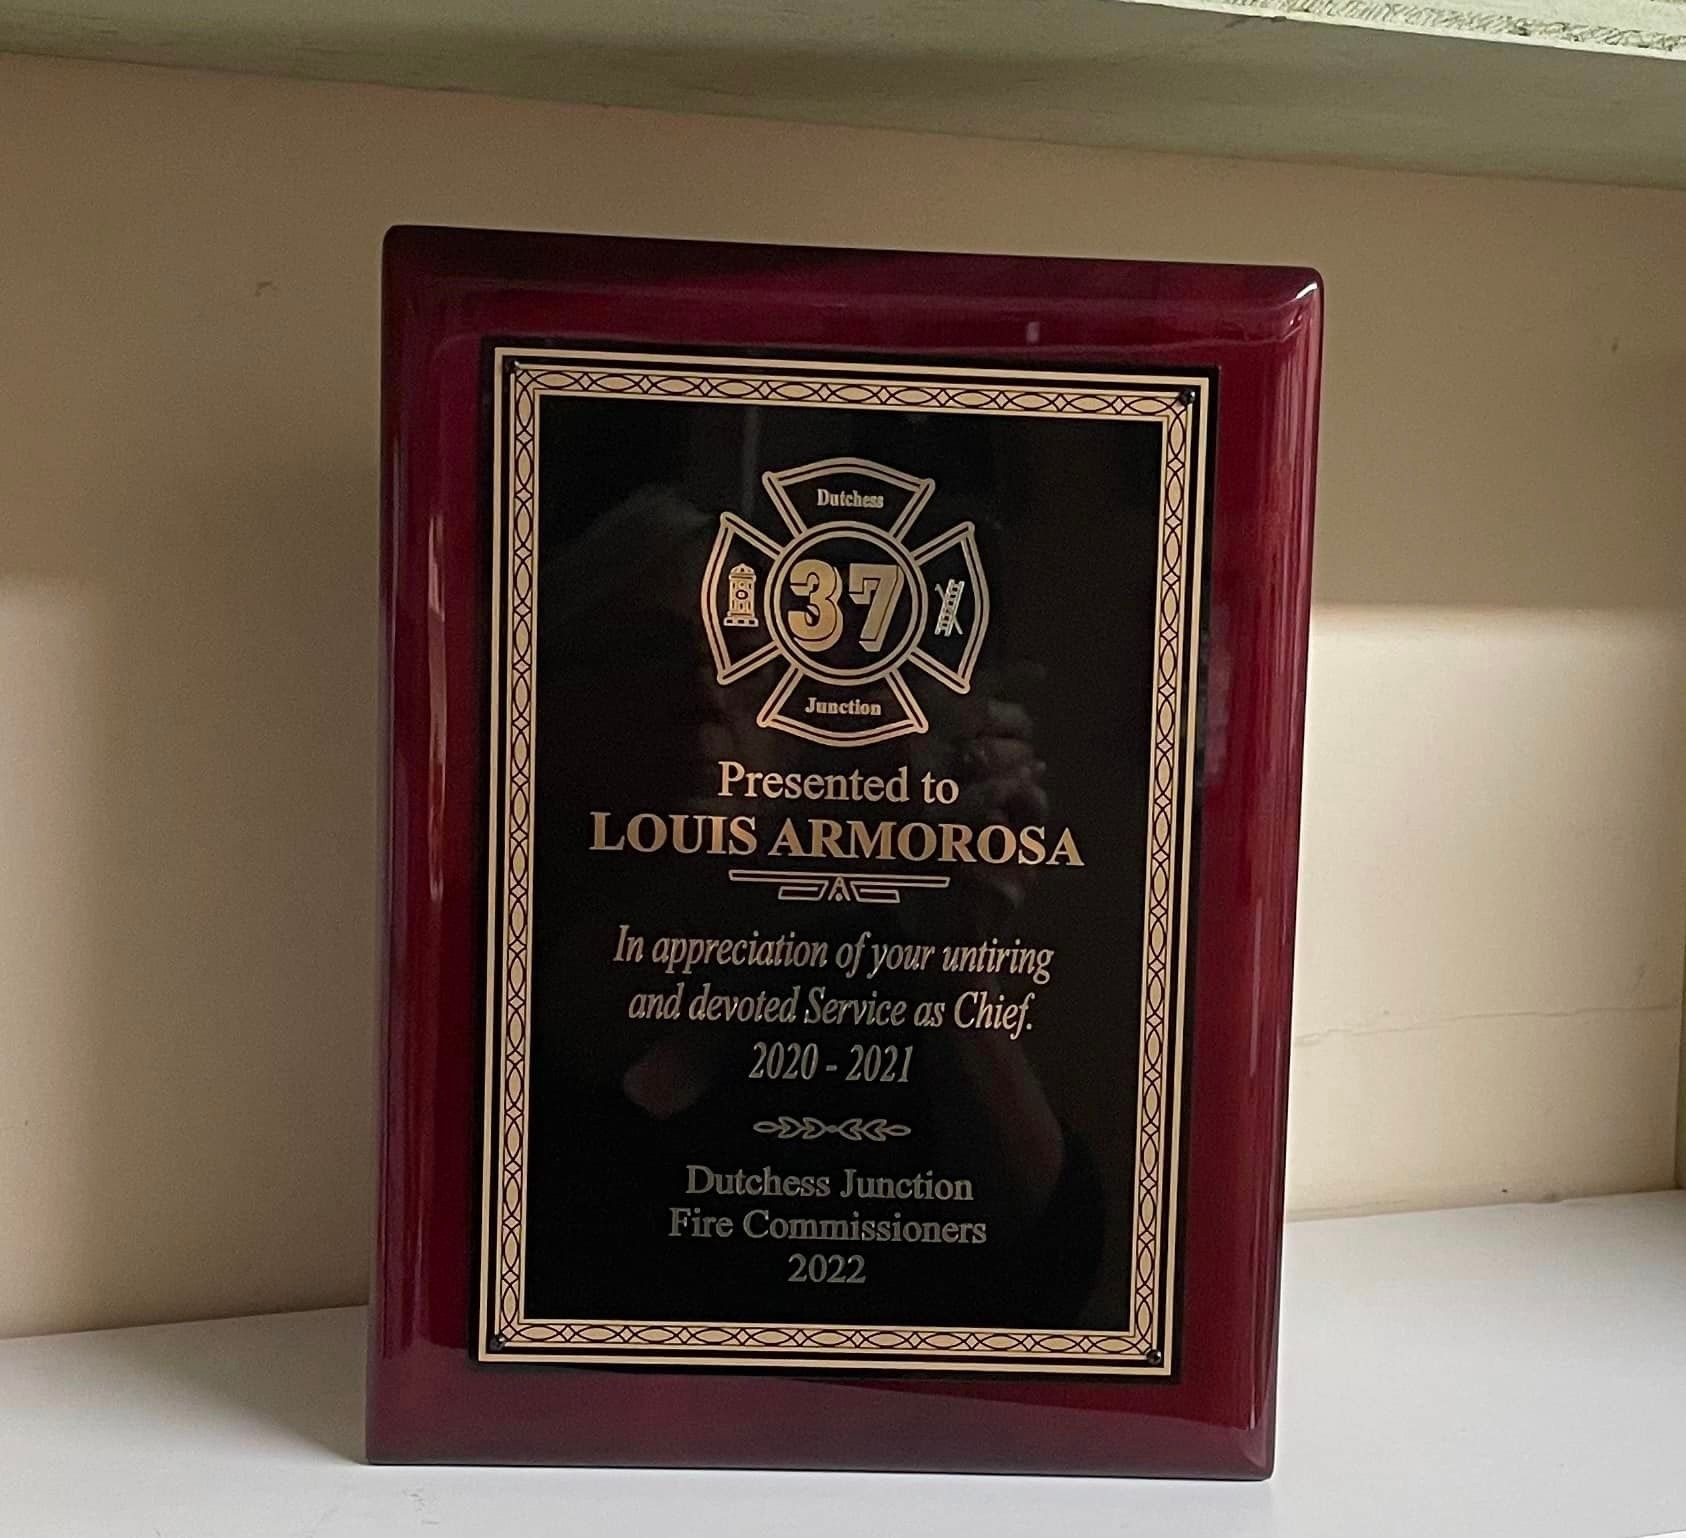 Dutchess
37
Junction
Presented to
LOUIS ARMOROSA
In appreciation of your untiring
and devoted Service as Chief.
2020 - 2021
Dutchess Junction
Fire Commissioners
2022